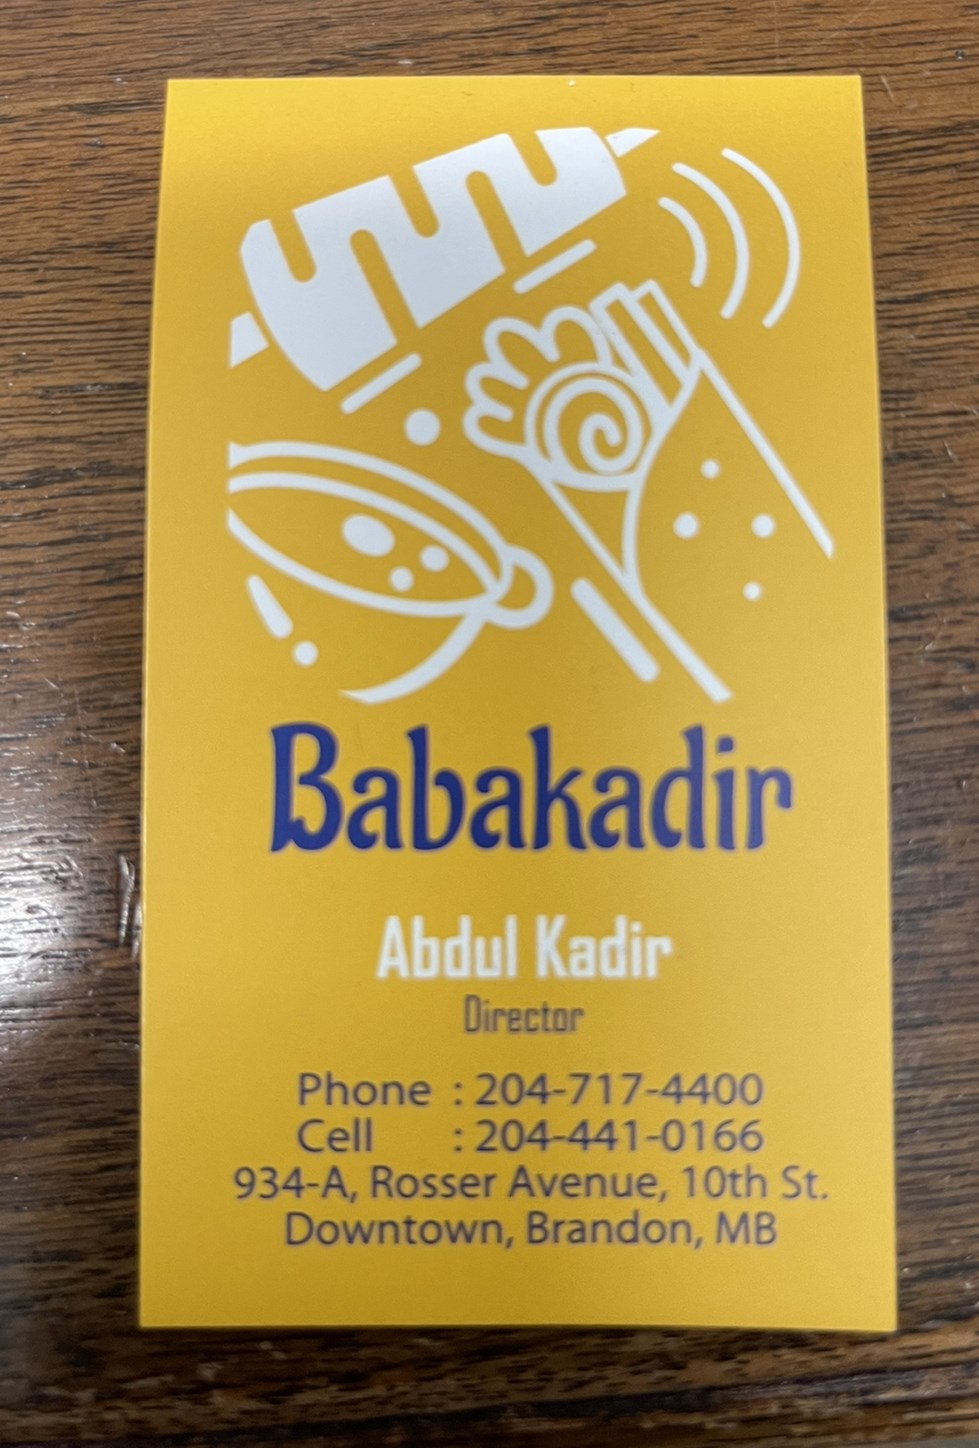 Babakadir
Abdul Kadir
Director
Phone : 204-717-4400
Cell : 204-441-0166
934-A, Rosser Avenue, 10th St.
Downtown, Brandon, MB